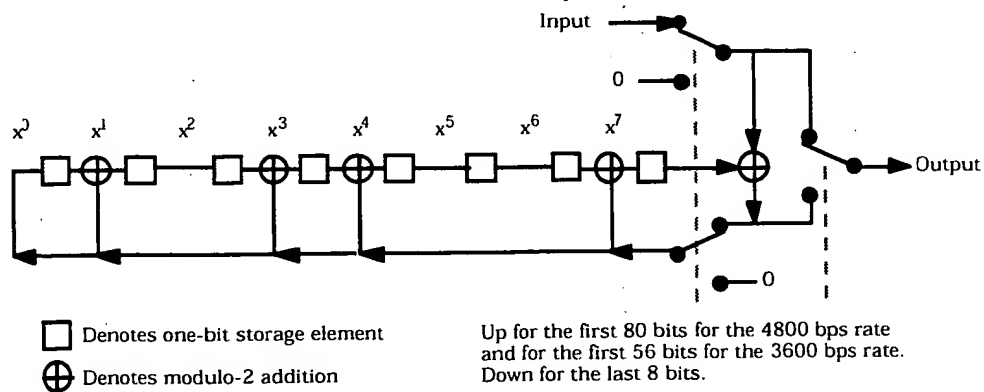 Input
0
x⁰ x¹ x² x³ x⁴ x⁵ x⁶ x⁷
Output
0
Denotes one-bit storage element
Denotes modulo-2 addition
Up for the first 80 bits for the 4800 bps rate
and for the first 56 bits for the 3600 bps rate.
Down for the last 8 bits.